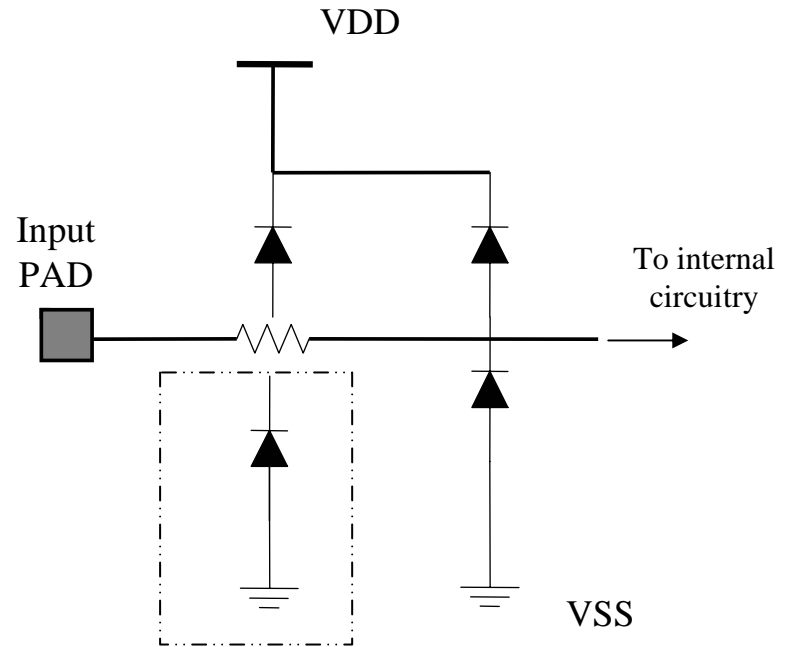 VDD
Input
PAD
To internal
circuitry
VSS